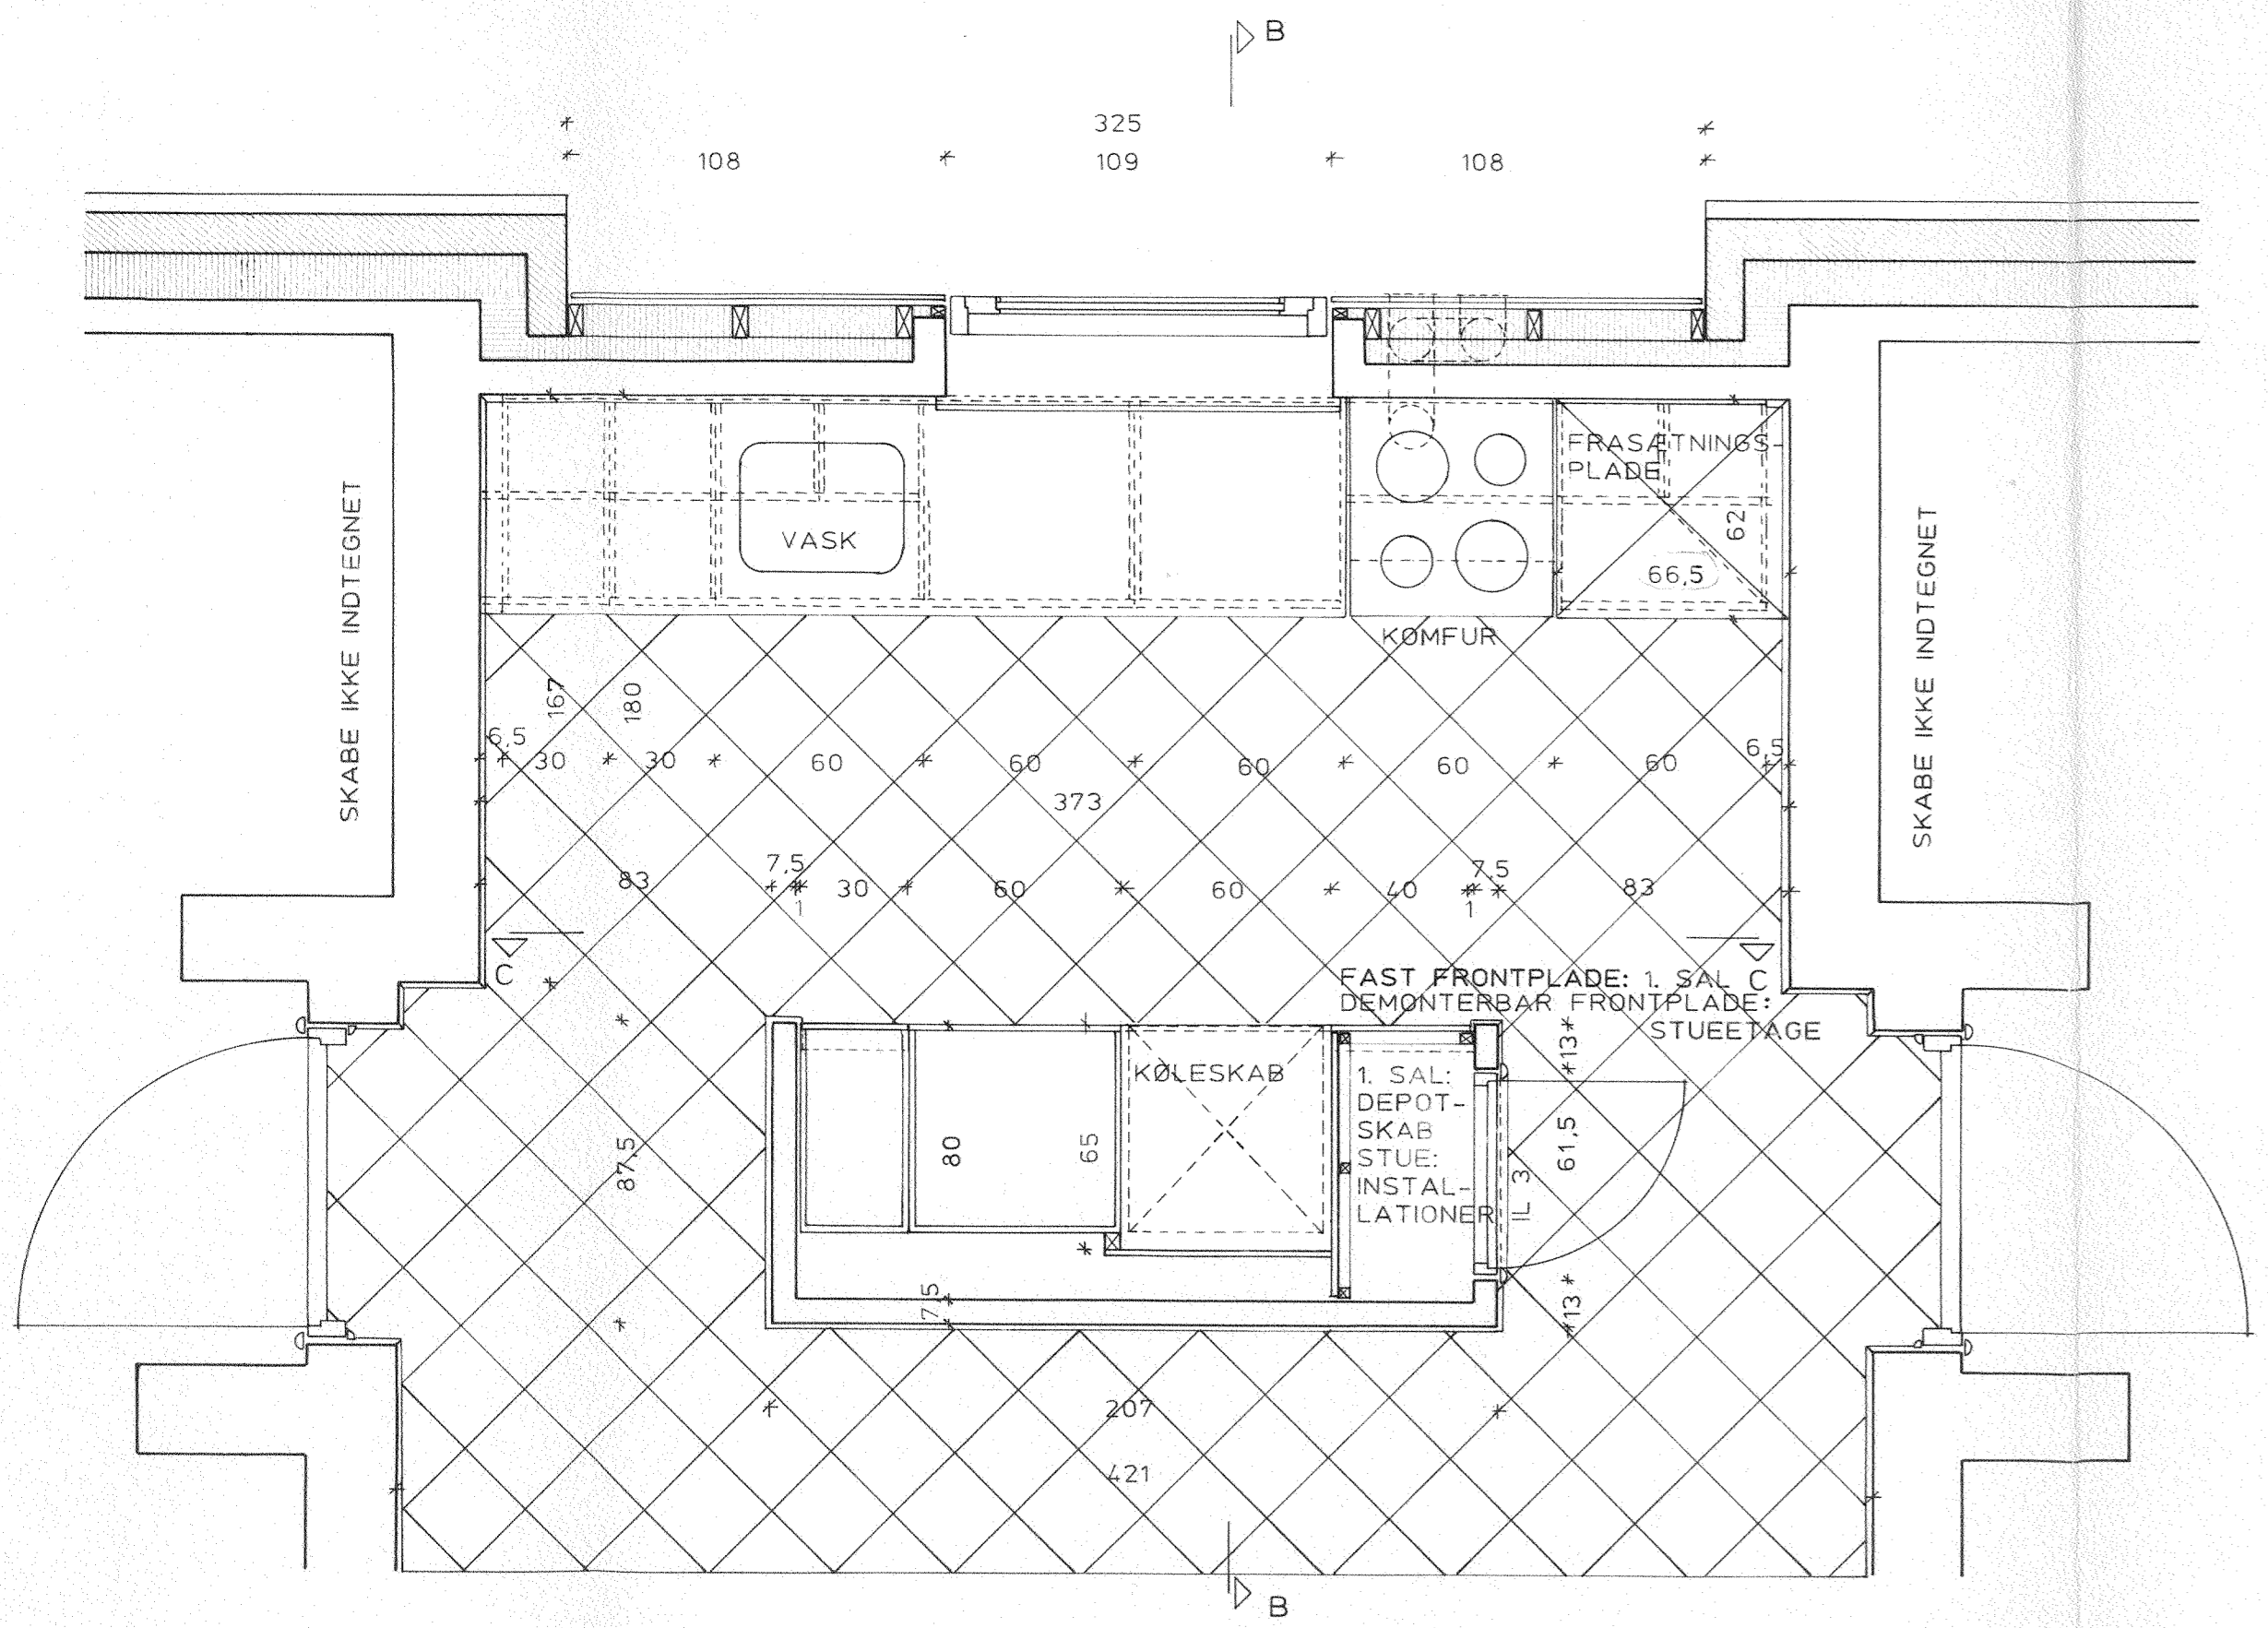 B
325
108 109 108
FRASÆTNINGS-
PLADE
62
66,5
VASK
KOMFUR
SKABE IKKE INDTEGNET
SKABE IKKE INDTEGNET
167
180
6,5 30 30 60 60 60 60 60 6,5
373
83 7,5 1 30 60 60 40 7,5 1 83
C
FAST FRONTPLADE: 1. SAL C
DEMONTERBAR FRONTPLADE:
STUEETAGE
13
KØLESKAB
1. SAL:
DEPOT-
SKAB
STUE:
INSTAL-
LATIONER
IL 3
61,5
13
87,5
80
65
7,5
207
421
B